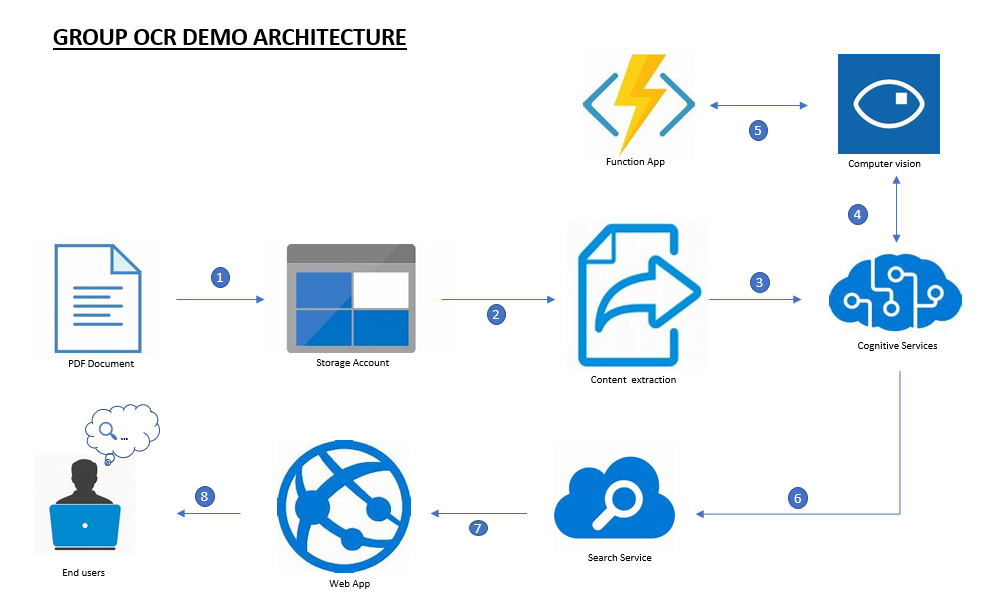 GROUP OCR DEMO ARCHITECTURE
5
Function App
Computer vision
4
1
2
3
PDF Document
Storage Account
Content extraction
Cognitive Services
...
8
7
6
End users
Web App
Search Service